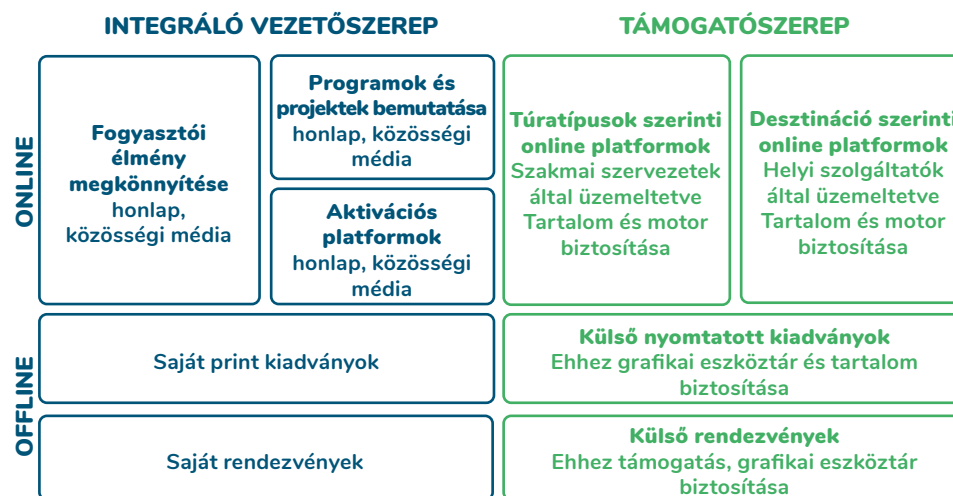 INTEGRÁLÓ VEZETŐSZEREP
TÁMOGATÓSZEREP
ONLINE
Fogyasztói
élmény
megkönnyítése
honlap,
közösségi média
Programok és
projektek bemutatása
honlap, közösségi
média
Aktivációs
platformok
honlap, közösségi
média
Túratípusok szerinti
online platformok
Szakmai szervezetek
által üzemeltetve
Tartalom és motor
biztosítása
Desztináció szerinti
online platformok
Helyi szolgáltatók
által üzemeltetve
Tartalom és motor
biztosítása
OFFLINE
Saját print kiadványok
Külső nyomtatott kiadványok
Ehhez grafikai eszköztár és tartalom
biztosítása
Saját rendezvények
Külső rendezvények
Ehhez támogatás, grafikai eszköztár
biztosítása